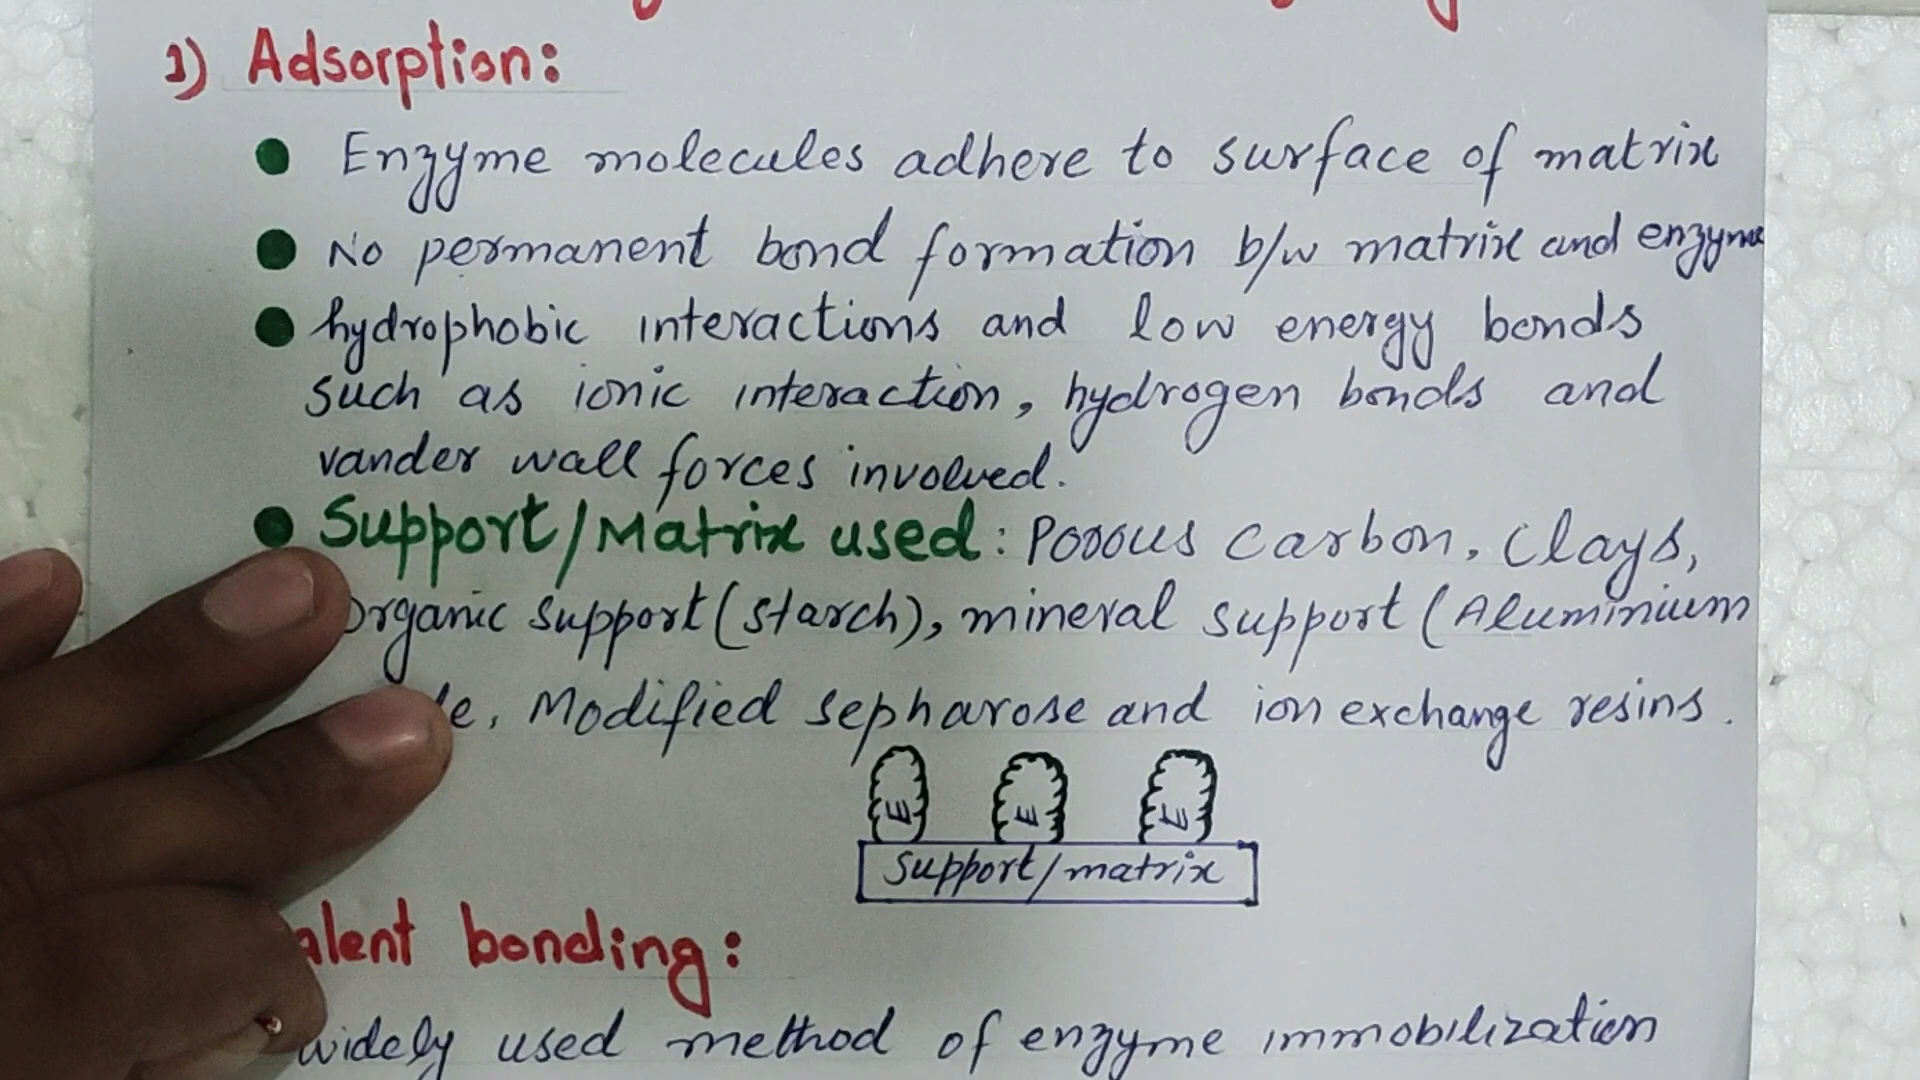 1) Adsorption:
Enzyme molecules adhere to surface of matrix
No permanent bond formation b/w matrix and enzyme
hydrophobic interactions and low energy bonds
such as ionic interaction, hydrogen bonds and
vander wall forces involved.
Support/Matrix used: Porous Carbon, Clays,
organic support (starch), mineral support (Aluminium
Modified sepharose and ion exchange resins.
E E E
Support/matrix
bonding:
widely used method of enzyme immobilization